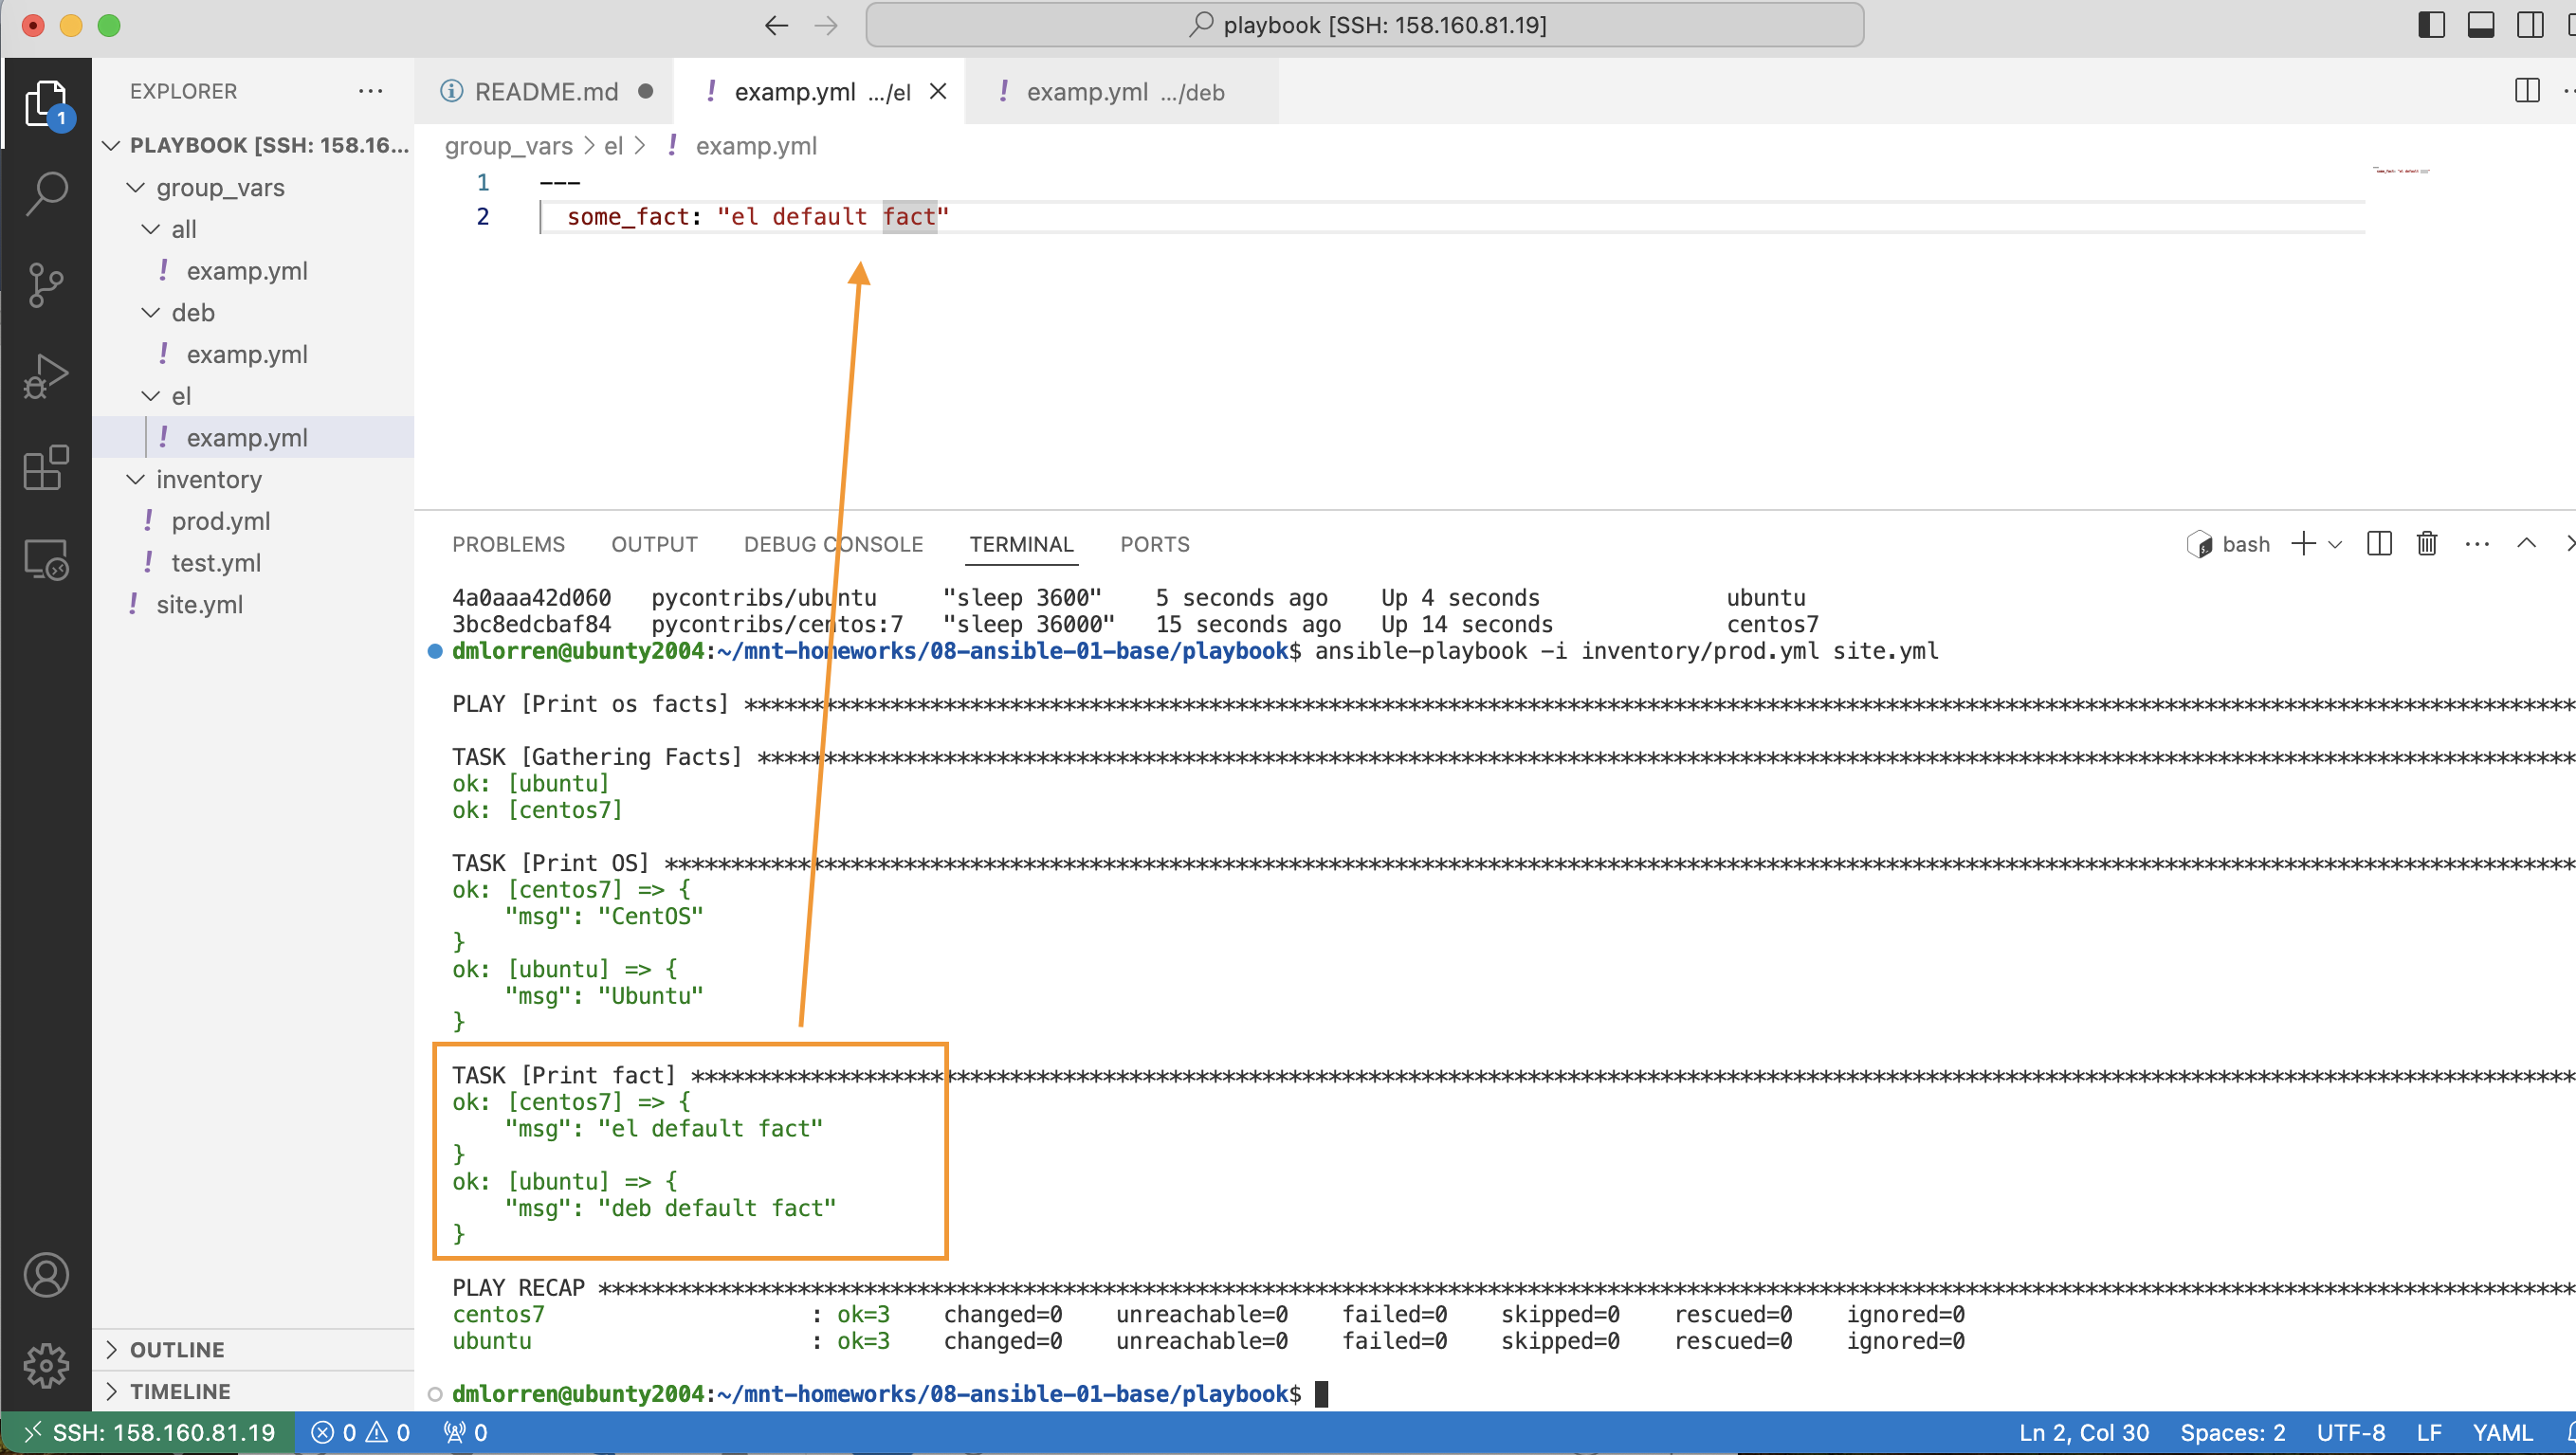 playbook [SSH: 158.160.81.19]
EXPLORER
1
PLAYBOOK [SSH: 158.16...
group_vars
all
! examp.yml
deb
! examp.yml
el
! examp.yml
inventory
! prod.yml
! test.yml
! site.yml
OUTLINE
TIMELINE
README.md
! examp.yml .../el
! examp.yml .../deb
group_vars > el > ! examp.yml
1 ---
2 some_fact: "el default fact"
PROBLEMS OUTPUT DEBUG CONSOLE TERMINAL PORTS
bash
4a0aaa42d060 pycontribs/ubuntu "sleep 3600" 5 seconds ago Up 4 seconds ubuntu
3bc8edcbaf84 pycontribs/centos:7 "sleep 36000" 15 seconds ago Up 14 seconds centos7
dmlorren@ubunty2004:~/mnt-homeworks/08-ansible-01-base/playbook$ ansible-playbook -i inventory/prod.yml site.yml
PLAY [Print os facts] ****************************************************************
TASK [Gathering Facts] ****************************************************************
ok: [ubuntu]
ok: [centos7]
TASK [Print OS] ****************************************************************
ok: [centos7] => {
"msg": "CentOS"
}
ok: [ubuntu] => {
"msg": "Ubuntu"
}
TASK [Print fact] ****************************************************************
ok: [centos7] => {
"msg": "el default fact"
}
ok: [ubuntu] => {
"msg": "deb default fact"
}
PLAY RECAP ****************************************************************
centos7 : ok=3 changed=0 unreachable=0 failed=0 skipped=0 rescued=0 ignored=0
ubuntu : ok=3 changed=0 unreachable=0 failed=0 skipped=0 rescued=0 ignored=0
dmlorren@ubunty2004:~/mnt-homeworks/08-ansible-01-base/playbook$
SSH: 158.160.81.19 0 0 0 Ln 2, Col 30 Spaces: 2 UTF-8 LF YAML